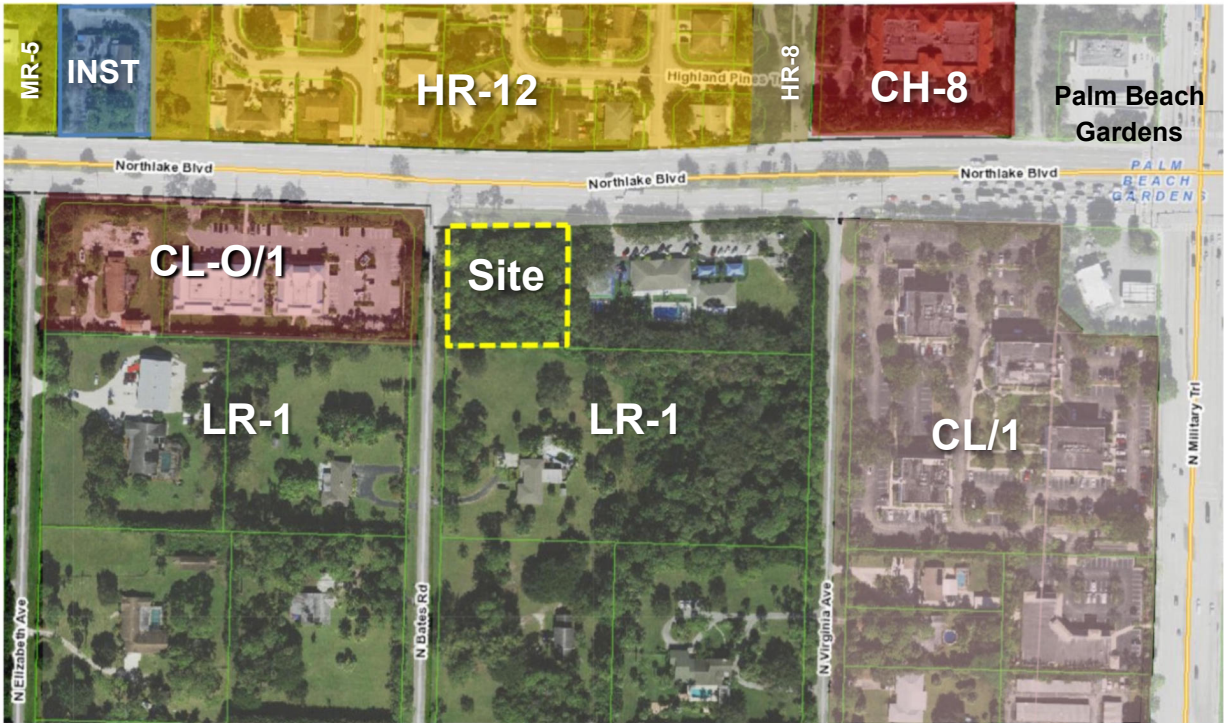 MR-5
INST
HR-12
Highland Pines
HR-8
CH-8
Palm Beach
Gardens
Northlake Blvd
Northlake Blvd
Northlake Blvd
PALM
BEACH
GARDENS
CL-O/1
Site
LR-1
LR-1
CL/1
N Military Trl
N Elizabeth Ave
N Bates Rd
N Virginia Ave